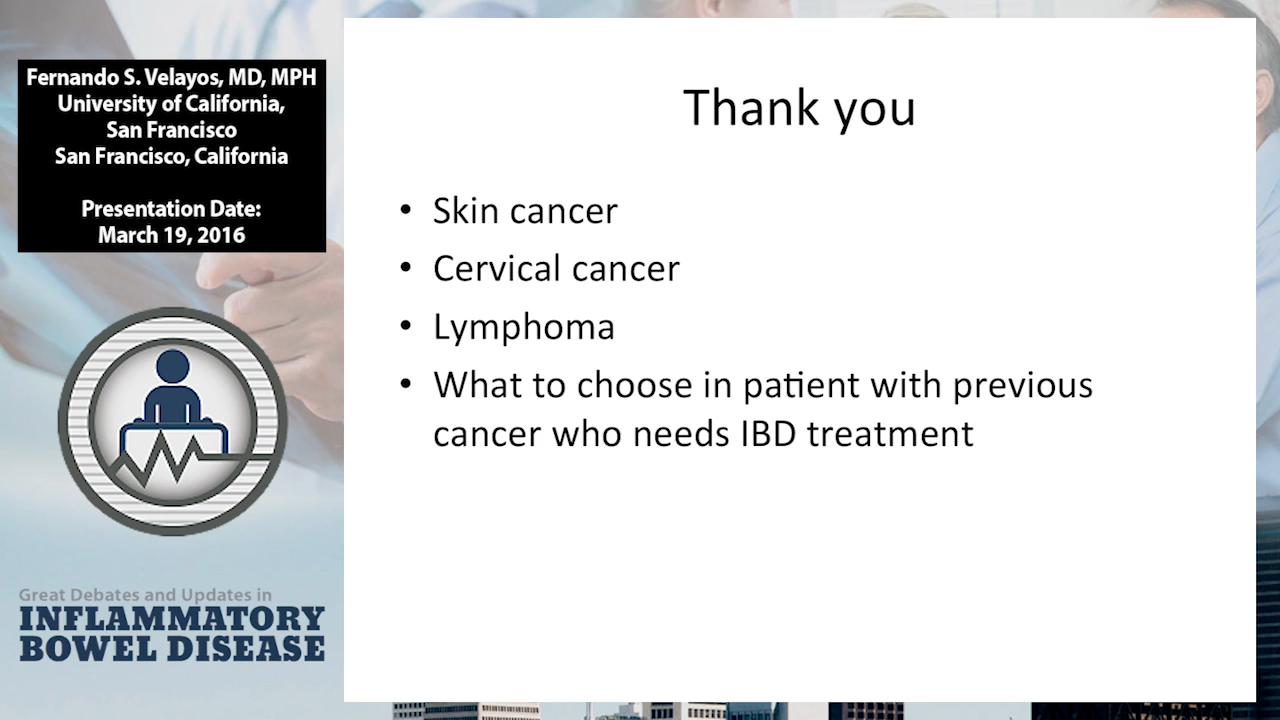 Fernando S. Velayos, MD, MPH
University of California,
San Francisco
San Francisco, California
Presentation Date:
March 19, 2016
Great Debates and Updates in
INFLAMMATORY
BOWEL DISEASE
Thank you
• Skin cancer
• Cervical cancer
• Lymphoma
• What to choose in patient with previous
cancer who needs IBD treatment